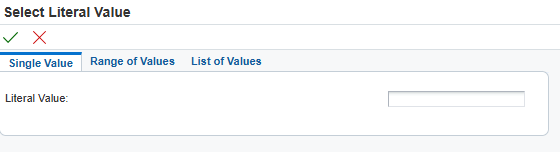 Select Literal Value
Single Value Range of Values List of Values
Literal Value: